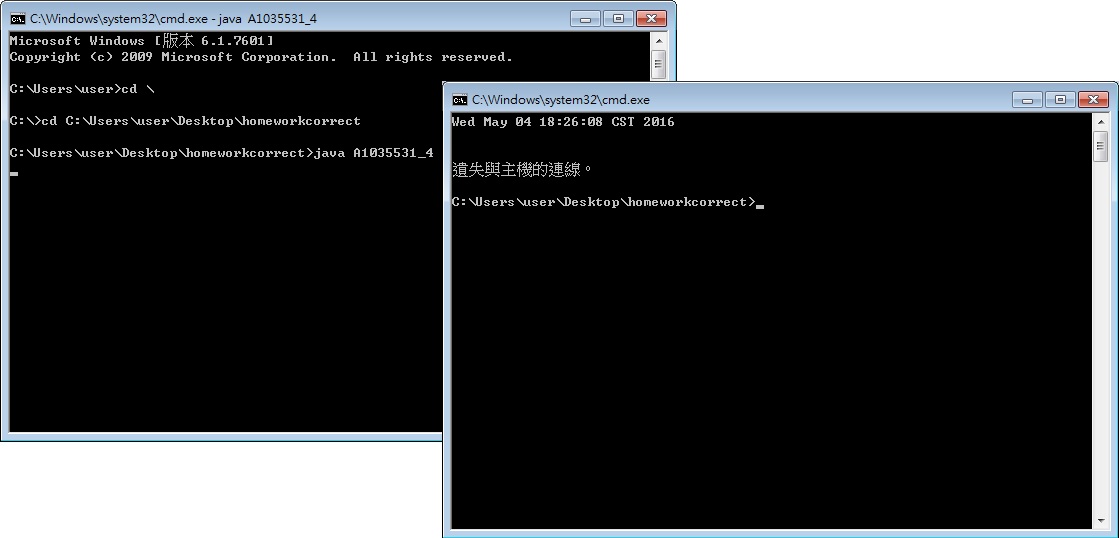 C:\Windows\system32\cmd.exe - java  A1035531_4
Microsoft Windows [版本 6.1.7601]
Copyright (c) 2009 Microsoft Corporation.  All rights reserved.
C:\Users\user>cd \
C:\>cd C:\Users\user\Desktop\homeworkcorrect
C:\Users\user\Desktop\homeworkcorrect>java A1035531_4
C:\Windows\system32\cmd.exe
Wed May 04 18:26:08 CST 2016
遺失與主機的連線。
C:\Users\user\Desktop\homeworkcorrect>